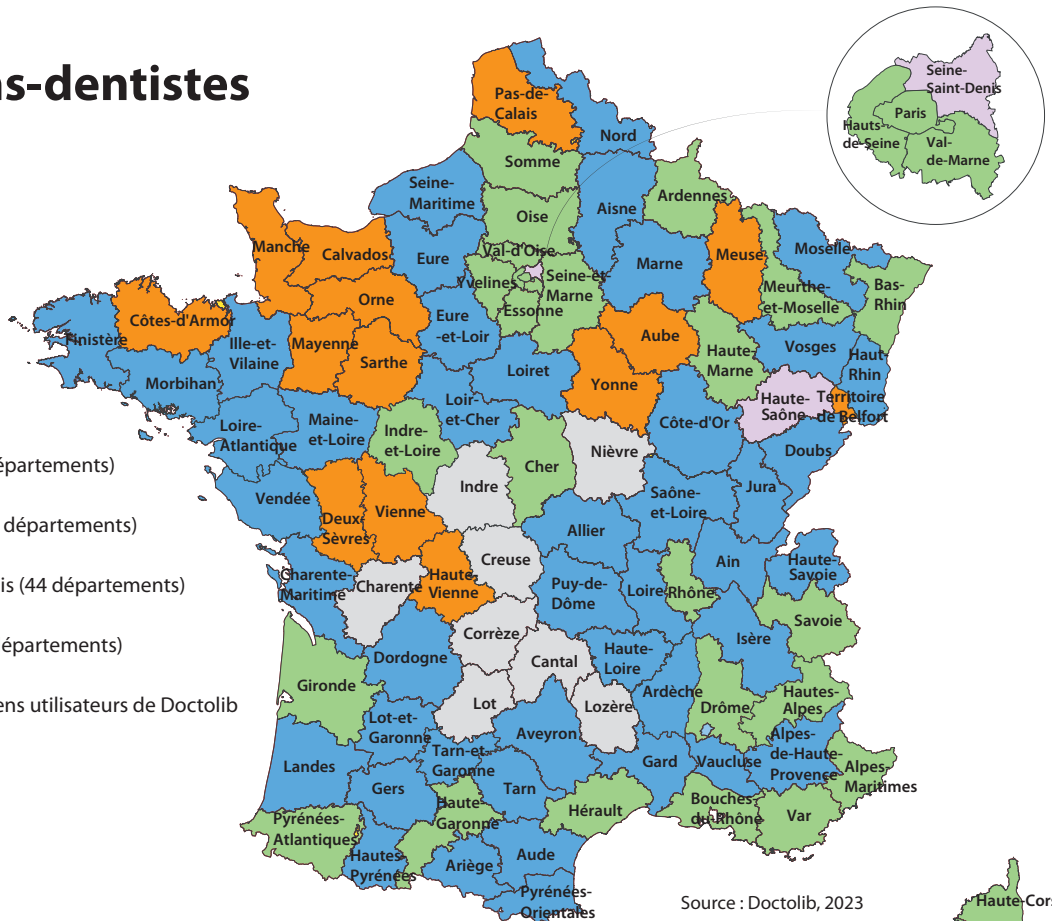 ns-dentistes
départements)
départements)
is (44 départements)
départements)
ens utilisateurs de Doctolib
Seine-
Saint-Denis
Paris
Hauts-
de-Seine
Val-
de-Marne
Pas-de-
Calais
Nord
Somme
Seine-
Maritime
Oise
Aisne
Ardennes
Manche
Calvados
Eure
Val-d'Oise
Marne
Meuse
Moselle
Yvelines
Seine-et-
Marne
Meurthe-
et-Moselle
Bas-
Rhin
Orne
Essonne
Côtes-d'Armor
Finistère
Ille-et-
Vilaine
Mayenne
Eure
-et-Loir
Aube
Vosges
Haut-
Rhin
Sarthe
Haute-
Marne
Morbihan
Loiret
Yonne
Loir-
et-Cher
Haute-
Saône
Territoire
de Belfort
Loire-
Atlantique
Maine-
et-Loire
Indre-
et-Loire
Côte-d'Or
Cher
Nièvre
Doubs
Vendée
Indre
Saône-
et-Loire
Jura
Deux-
Sèvres
Vienne
Allier
Charente-
Maritime
Charente
Haute-
Vienne
Creuse
Ain
Haute-
Savoie
Puy-de-
Dôme
Loire
Rhône
Savoie
Corrèze
Isère
Dordogne
Cantal
Haute-
Loire
Gironde
Lot
Lozère
Ardèche
Drôme
Hautes-
Alpes
Lot-et-
Garonne
Aveyron
Alpes-
de-Haute-
Provence
Tarn-et-
Garonne
Landes
Gard
Vaucluse
Alpes-
Maritimes
Gers
Tarn
Haute-
Garonne
Hérault
Bouches-
du-Rhône
Var
Pyrénées-
Atlantiques
Hautes-
Pyrénées
Ariège
Aude
Pyrénées-
Orientales
Source : Doctolib, 2023
Haute-Cors